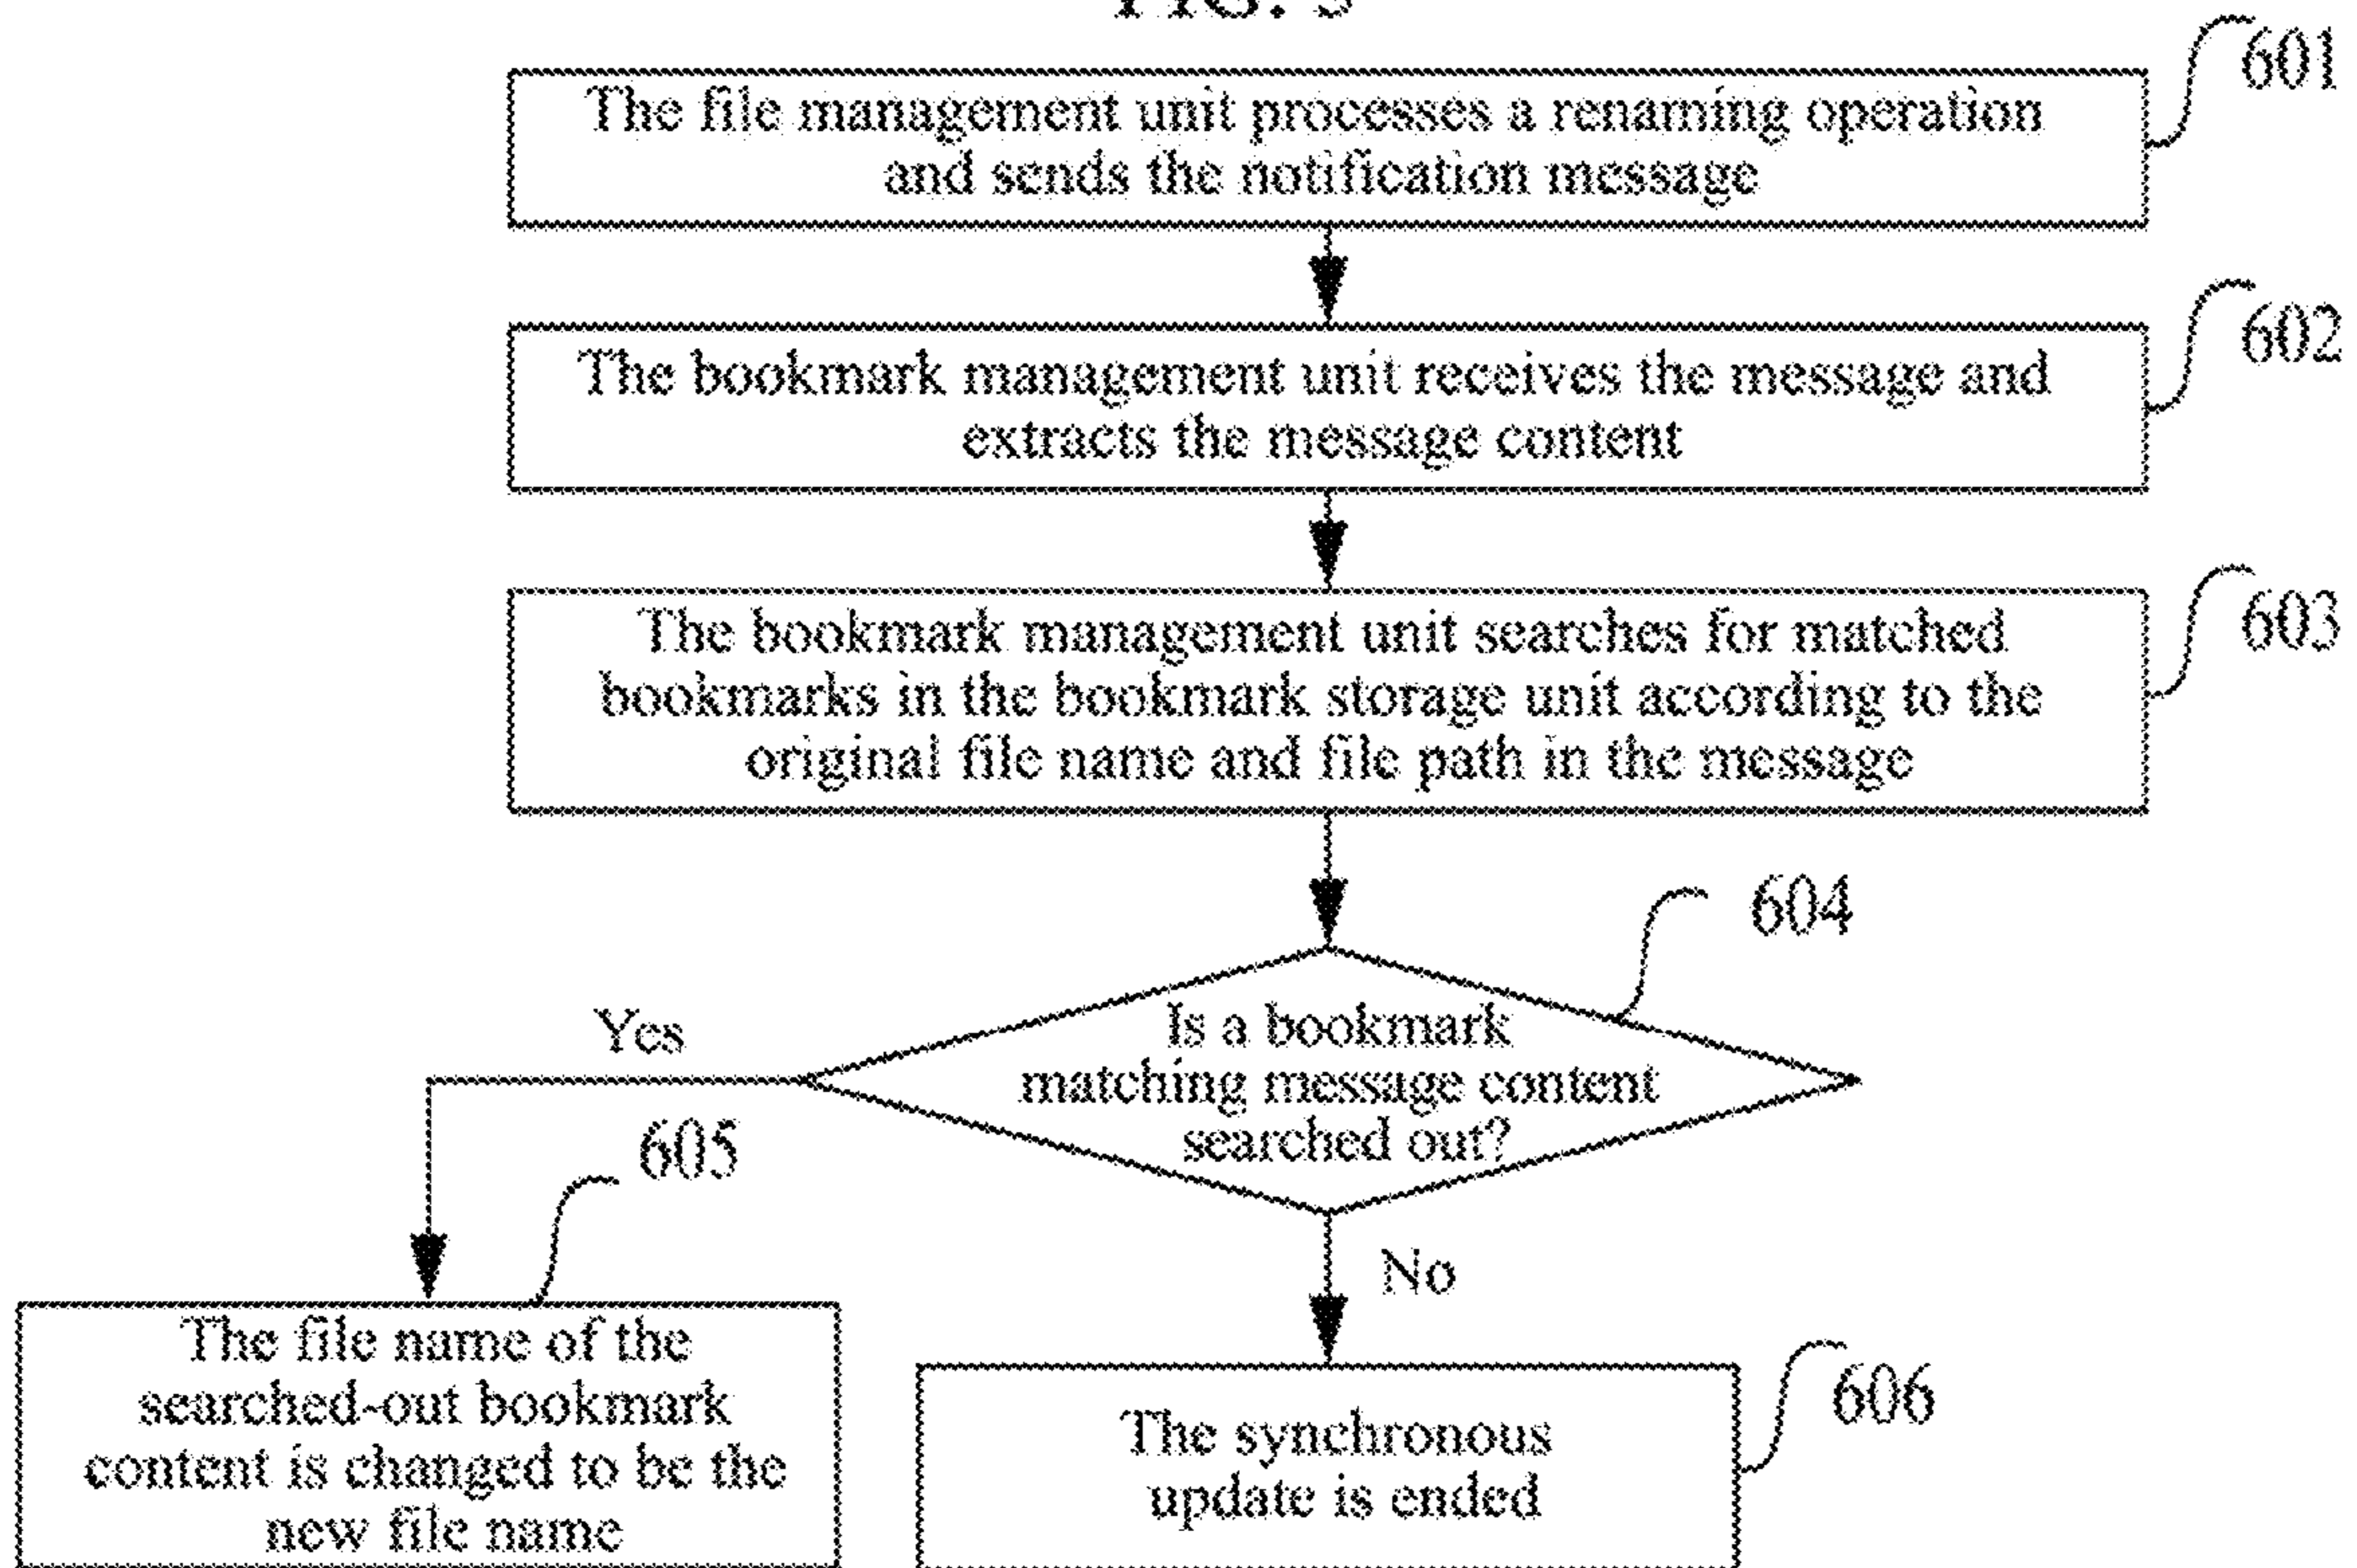 601
The file management unit processes a renaming operation
and sends the notification message
602
The bookmark management unit receives the message and
extracts the message content
603
The bookmark management unit searches for matched
bookmarks in the bookmark storage unit according to the
original file name and file path in the message
604
Is a bookmark
matching message content
searched out?
Yes
605
No
The file name of the
searched-out bookmark
content is changed to be the
new file name
606
The synchronous
update is ended